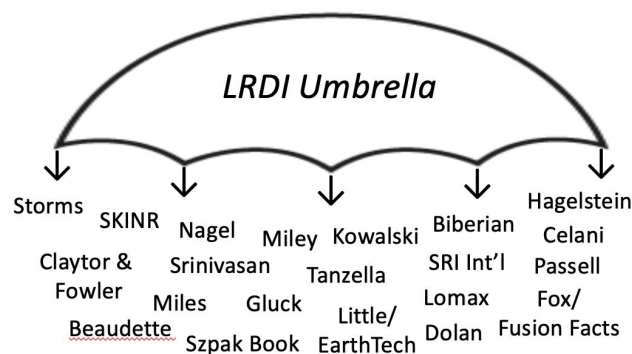 LRDI Umbrella
Storms
SKINR
Nagel
Miley
Kowalski
Biberian
Hagelstein
Celani
Claytor &
Fowler
Srinivasan
Tanzella
SRI Int'l
Passell
Miles
Gluck
Little/
EarthTech
Lomax
Fox/
Fusion Facts
Beaudette
Szpak Book
Dolan